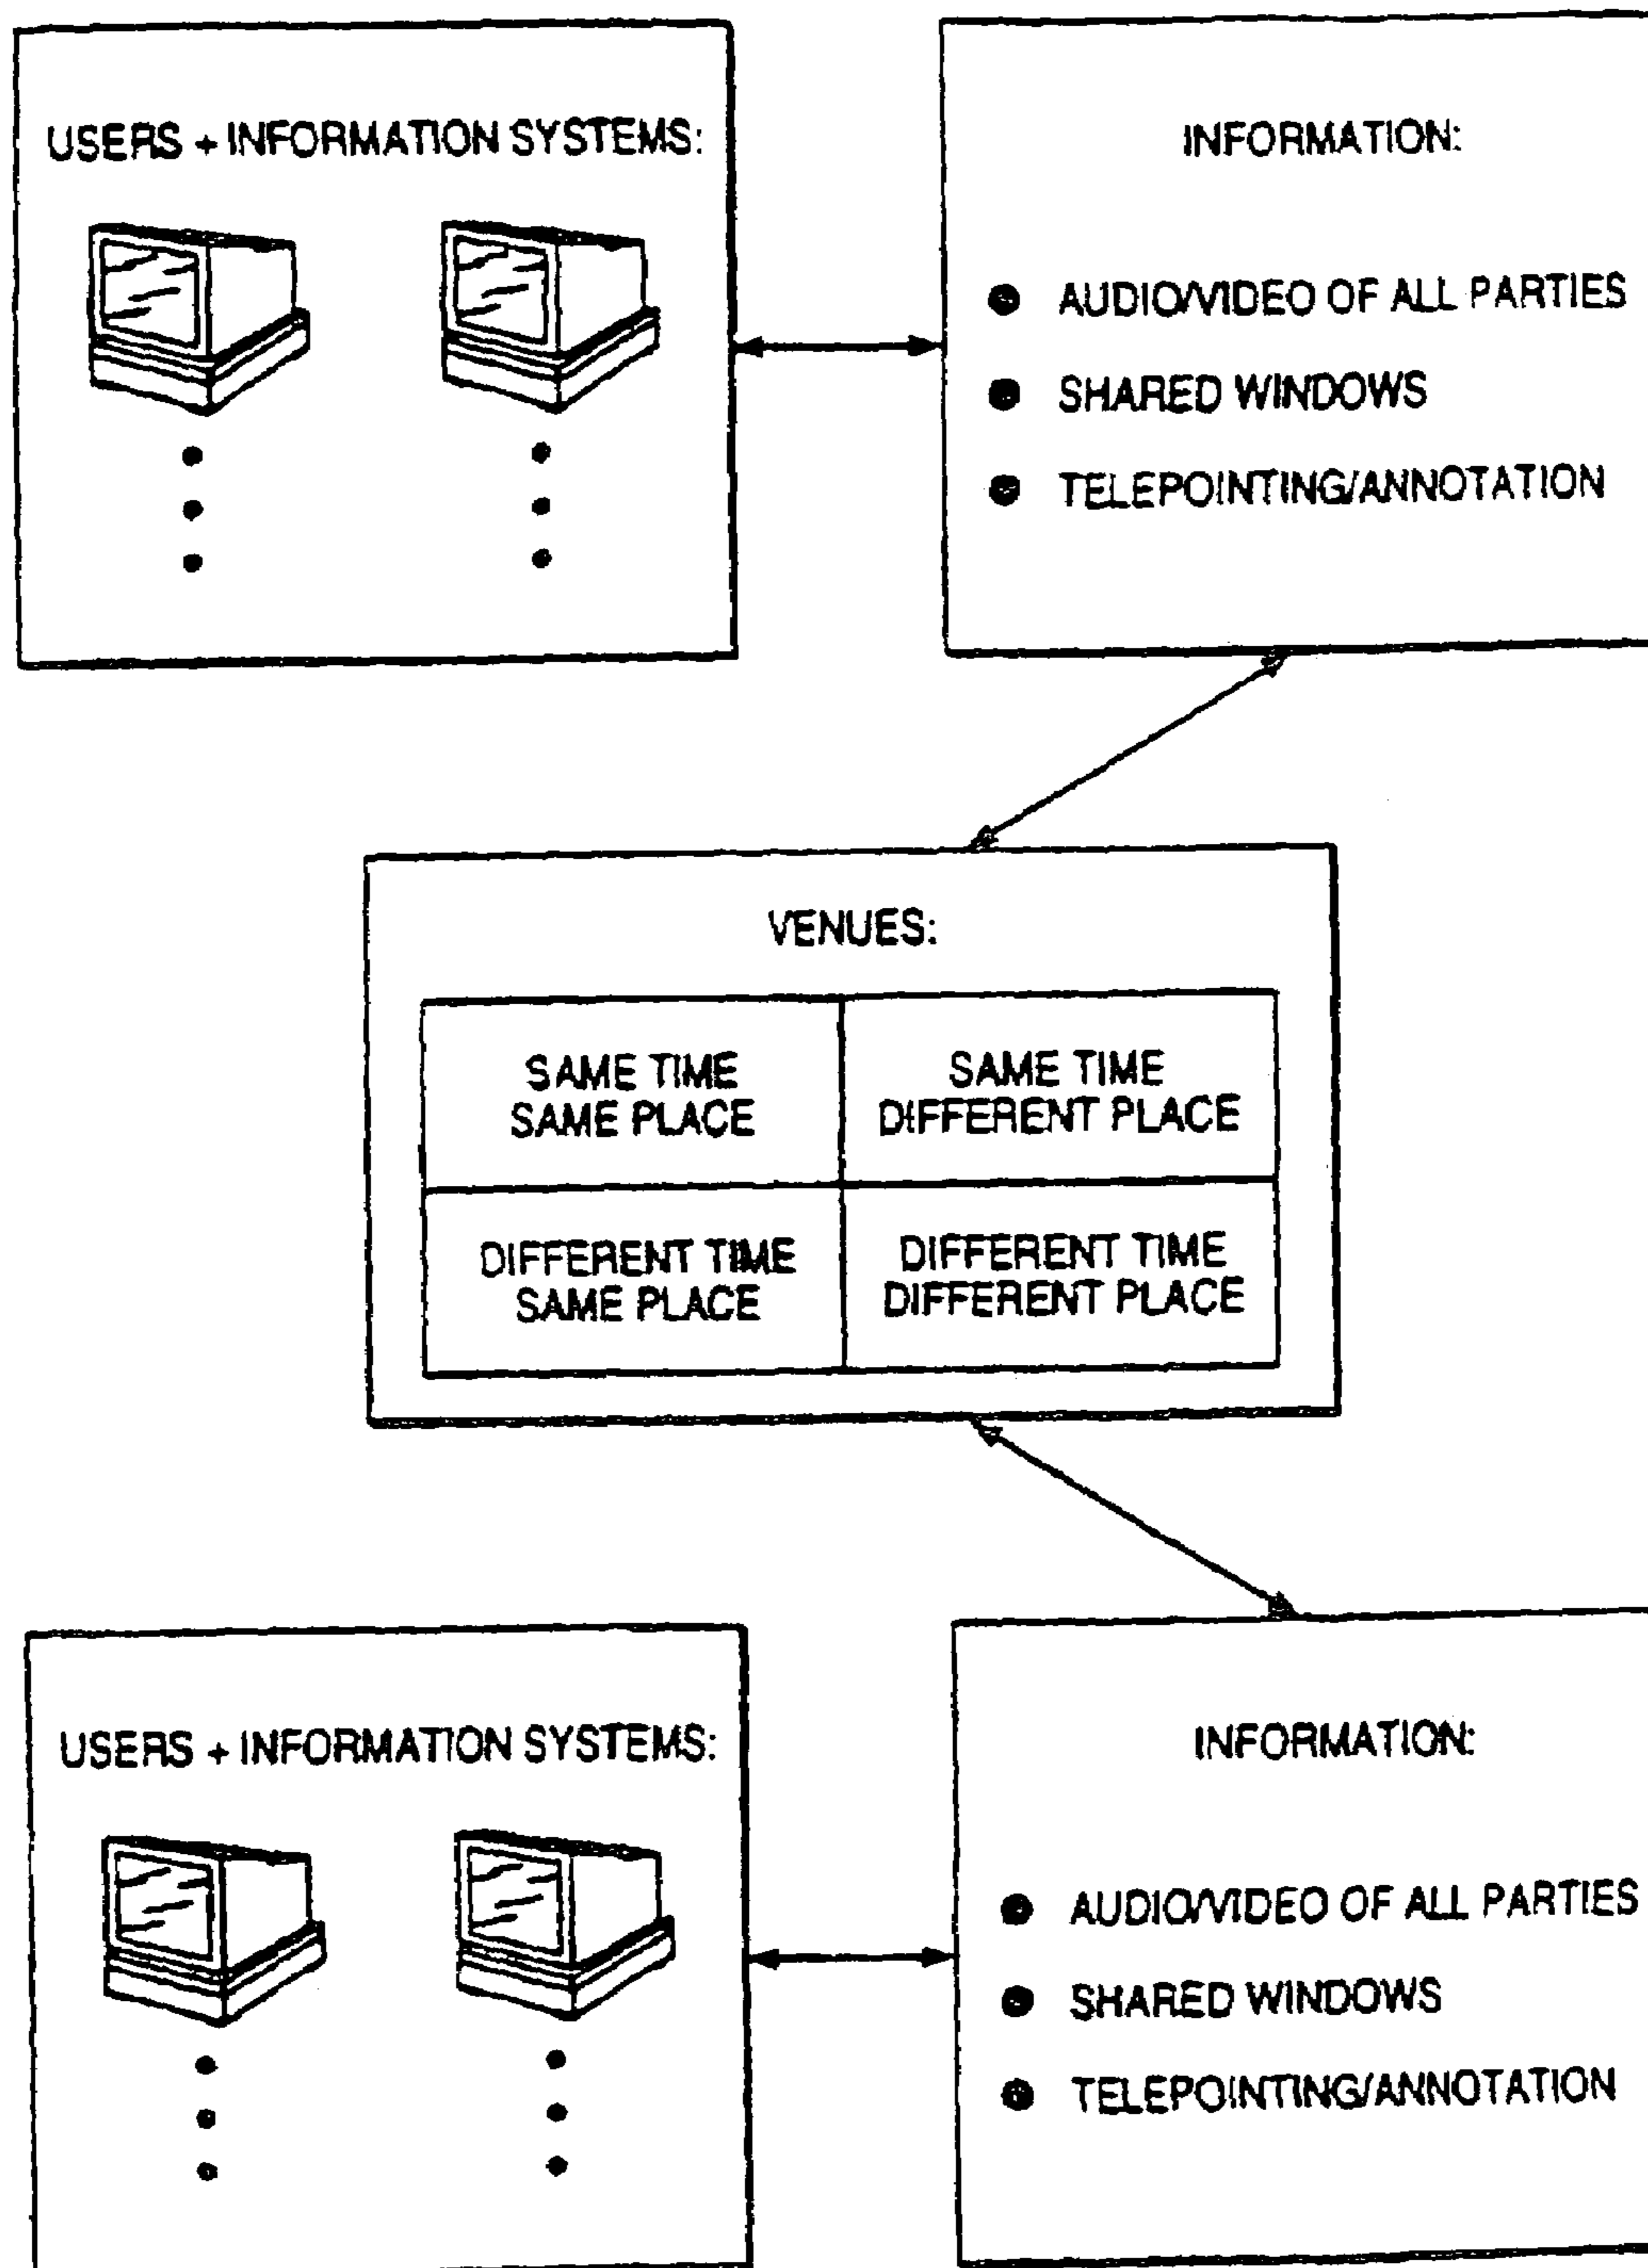 USERS + INFORMATION SYSTEMS:
INFORMATION:
● AUDIO/VIDEO OF ALL PARTIES
● SHARED WINDOWS
● TELEPOINTING/ANNOTATION
VENUES:
SAME TIME
SAME PLACE
SAME TIME
DIFFERENT PLACE
DIFFERENT TIME
SAME PLACE
DIFFERENT TIME
DIFFERENT PLACE
USERS + INFORMATION SYSTEMS:
INFORMATION:
● AUDIO/VIDEO OF ALL PARTIES
● SHARED WINDOWS
● TELEPOINTING/ANNOTATION